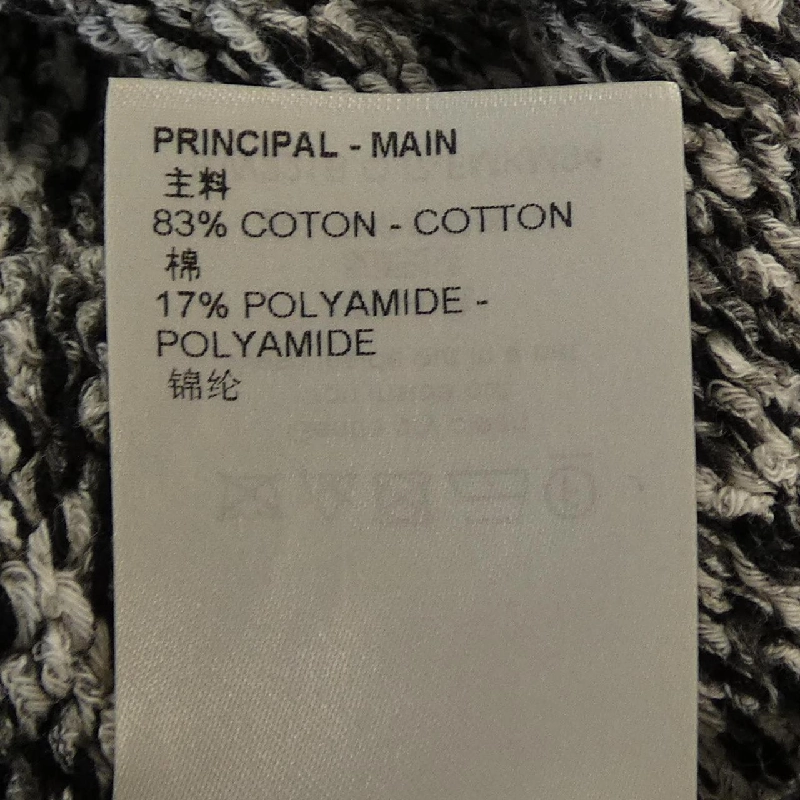 PRINCIPAL - MAIN
主料
83% COTON - COTTON
棉
17% POLYAMIDE -
POLYAMIDE
锦纶